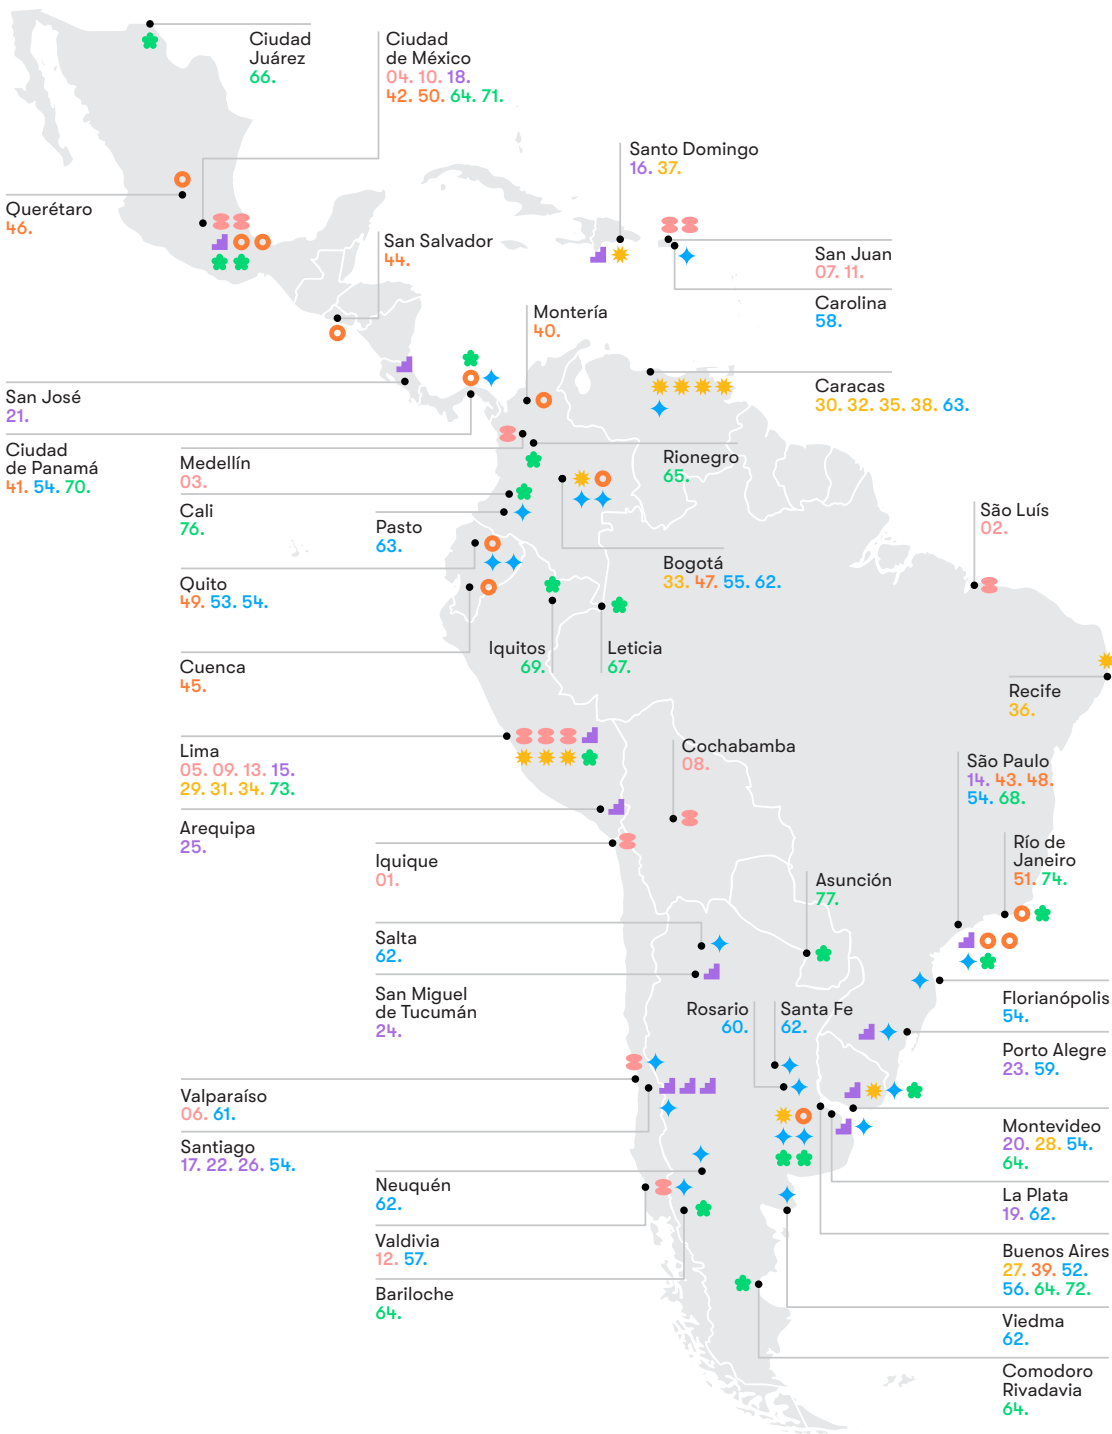 Ciudad
Juárez
66.
Ciudad
de México
04. 10. 18.
42. 50. 64. 71.
Santo Domingo
16. 37.
Querétaro
46.
San Salvador
44.
San Juan
07. 11.
Carolina
58.
Montería
40.
San José
21.
Caracas
30. 32. 35. 38. 63.
Ciudad
de Panamá
41. 54. 70.
Medellín
03.
Rionegro
65.
Cali
76.
Pasto
63.
São Luís
02.
Bogotá
33. 47. 55. 62.
Quito
49. 53. 54.
Iquitos
69.
Leticia
67.
Cuenca
45.
Recife
36.
Lima
05. 09. 13. 15.
29. 31. 34. 73.
Cochabamba
08.
São Paulo
14. 43. 48.
54. 68.
Arequipa
25.
Río de
Janeiro
51. 74.
Iquique
01.
Asunción
77.
Salta
62.
San Miguel
de Tucumán
24.
Rosario
60.
Santa Fe
62.
Florianópolis
54.
Porto Alegre
23. 59.
Valparaíso
06. 61.
Montevideo
20. 28. 54.
64.
Santiago
17. 22. 26. 54.
Neuquén
62.
La Plata
19. 62.
Valdivia
12. 57.
Buenos Aires
27. 39. 52.
56. 64. 72.
Bariloche
64.
Viedma
62.
Comodoro
Rivadavia
64.